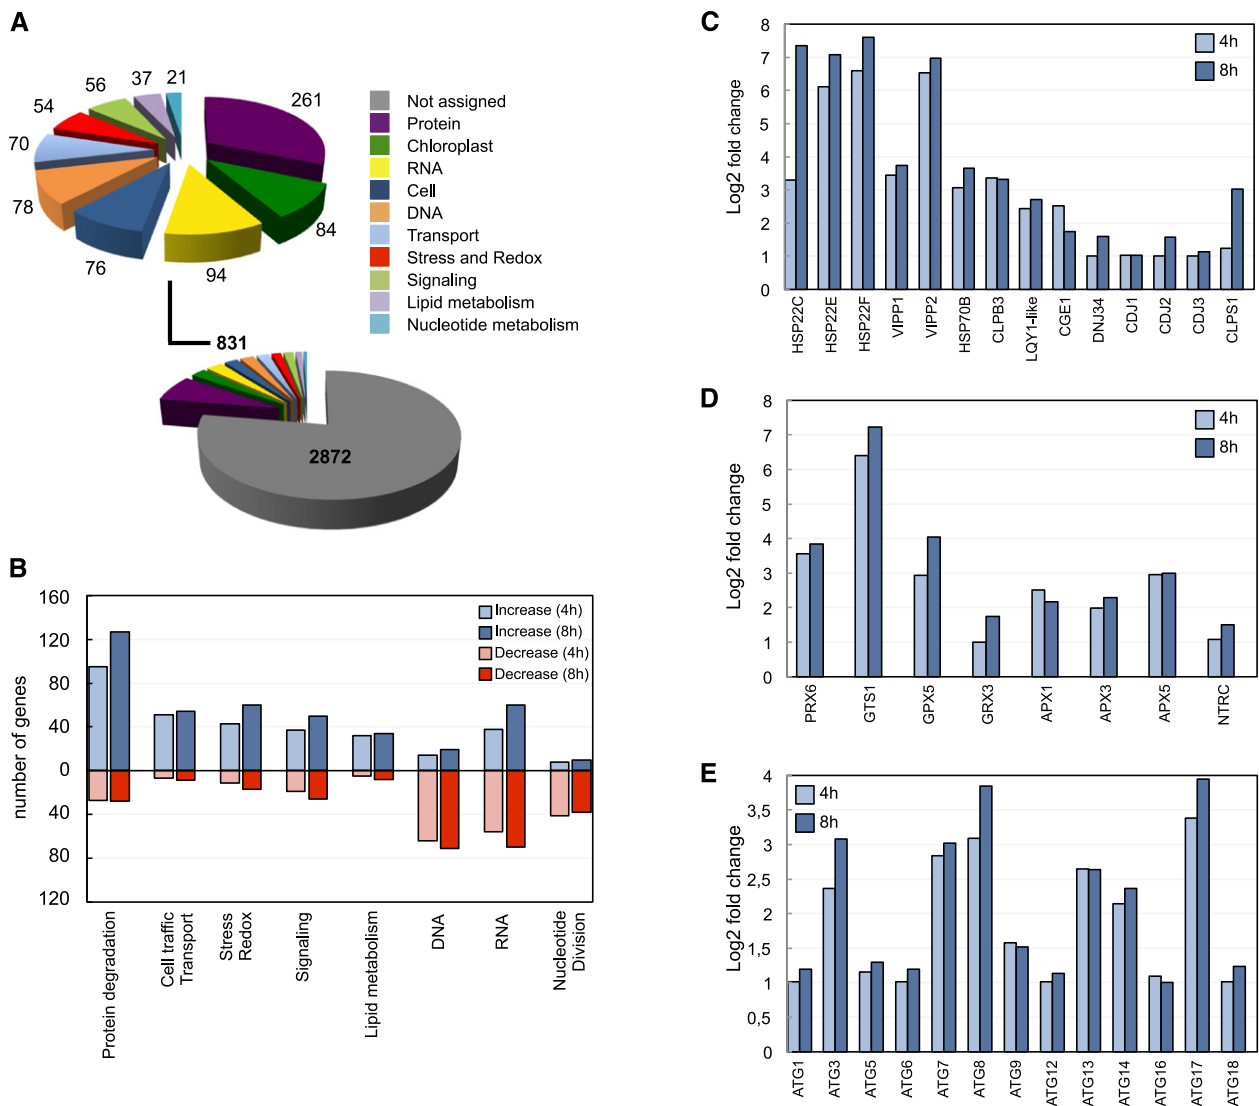 A
261
84
94
76
78
70
54
56
37
21
Not assigned
Protein
Chloroplast
RNA
Cell
DNA
Transport
Stress and Redox
Signaling
Lipid metabolism
Nucleotide metabolism
831
2872
B
number of genes
160
120
80
40
0
40
80
120
Increase (4h)
Increase (8h)
Decrease (4h)
Decrease (8h)
Protein degradation
Cell traffic
Transport
Stress
Redox
Signaling
Lipid metabolism
DNA
RNA
Nucleotide
Division
C
Log2 fold change
8
7
6
5
4
3
2
1
0
4h
8h
HSP22C
HSP22E
HSP22F
VIPP1
VIPP2
HSP70B
CLPB3
LQY1-like
CGE1
DNJ34
CDJ1
CDJ2
CDJ3
CLPS1
D
Log2 fold change
8
7
6
5
4
3
2
1
0
4h
8h
PRX6
GTS1
GPX5
GRX3
APX1
APX3
APX5
NTRC
E
Log2 fold change
4
3,5
3
2,5
2
1,5
1
0,5
0
4h
8h
ATG1
ATG3
ATG5
ATG6
ATG7
ATG8
ATG9
ATG12
ATG13
ATG14
ATG16
ATG17
ATG18